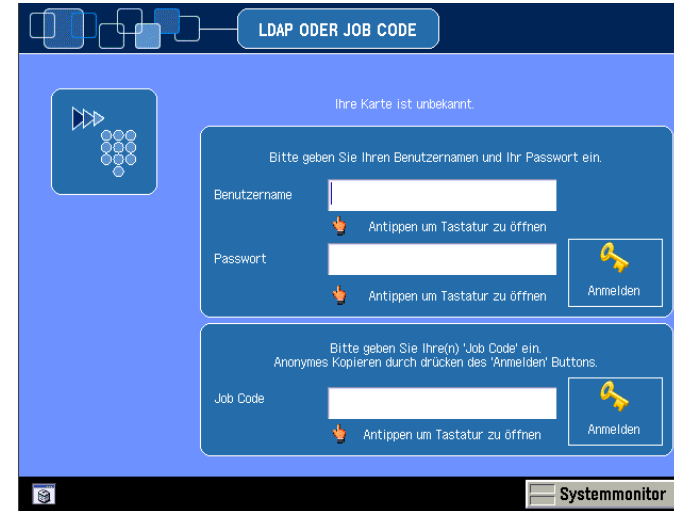 LDAP ODER JOB CODE
Ihre Karte ist unbekannt.
Bitte geben Sie Ihren Benutzernamen und Ihr Passwort ein.
Benutzername
Antippen um Tastatur zu öffnen
Passwort
Antippen um Tastatur zu öffnen
Anmelden
Bitte geben Sie Ihre(n) 'Job Code' ein.
Anonymes Kopieren durch drücken des 'Anmelden' Buttons.
Job Code
Antippen um Tastatur zu öffnen
Anmelden
Systemmonitor